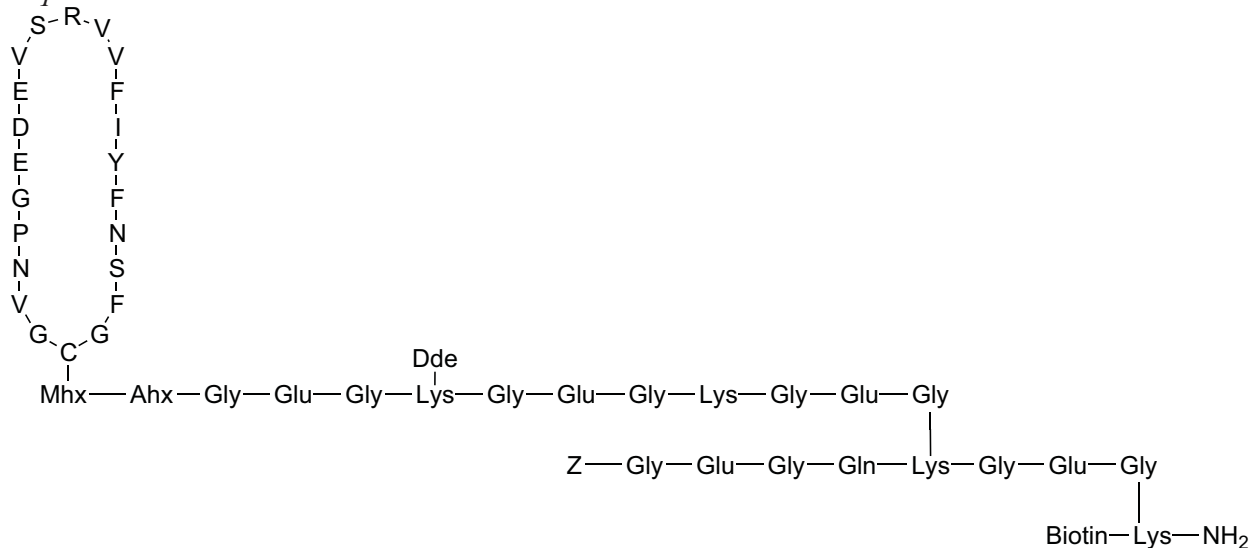 S R V
V V
E F
D I
E Y
G F
P N
N S
V F
G C G
Dde
Mhx—Ahx—Gly—Glu—Gly—Lys—Gly—Glu—Gly—Lys—Gly—Glu—Gly
Z—Gly—Glu—Gly—Gln—Lys—Gly—Glu—Gly
Biotin—Lys—NH₂